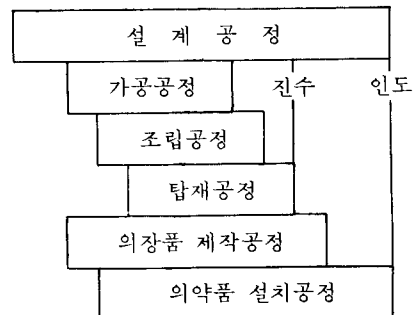 설 계 공 정
가공공정 진수 인도
조립공정
탑재공정
의장품 제작공정
의약품 설치공정